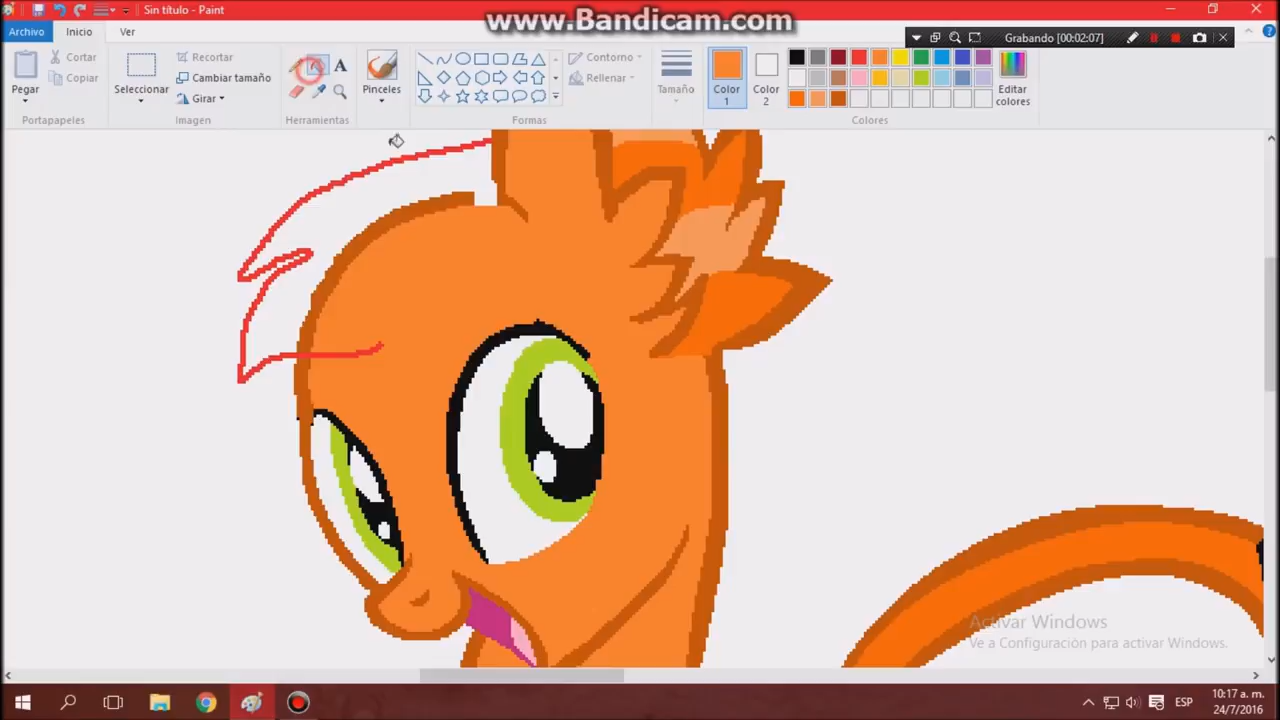 www.Bandicam.com
Sin título - Paint
Archivo
Inicio
Ver
Grabando [00:02:07]
Pegar
Cortar
Copiar
Portapapeles
Seleccionar
Recortar
Cambiar tamaño
Girar
Imagen
A
Herramientas
Pinceles
Contorno
Rellenar
Formas
Tamaño
Color
1
Color
2
Editar
colores
Colores
Activar Windows
Ve a Configuración para activar Windows.
ESP
10:17 a. m.
24/7/2016